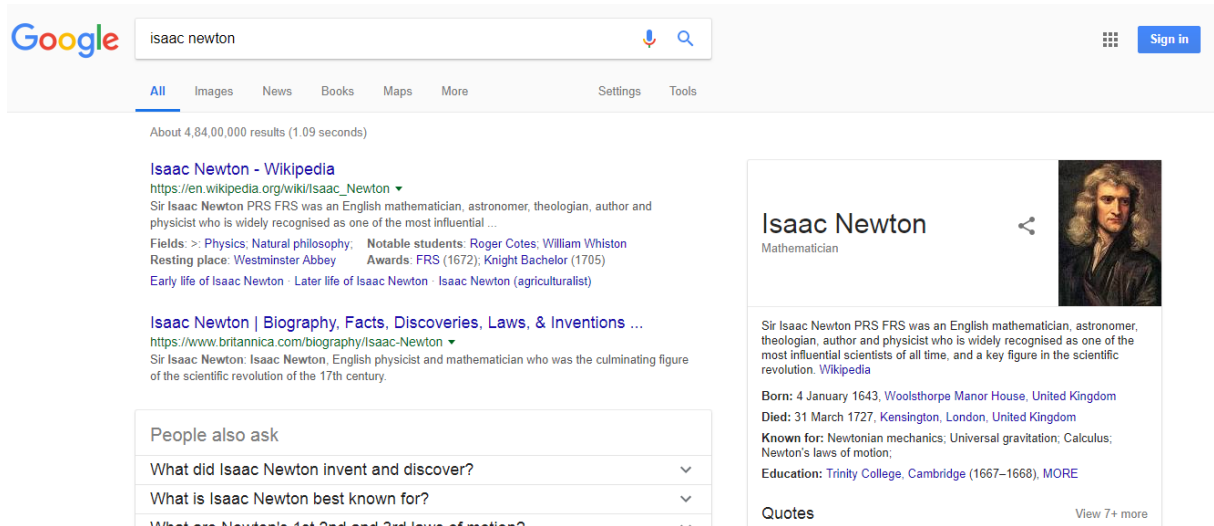 Google
isaac newton
Sign in
All Images News Books Maps More Settings Tools
About 4,84,00,000 results (1.09 seconds)
Isaac Newton - Wikipedia
https://en.wikipedia.org/wiki/Isaac_Newton
Sir Isaac Newton PRS FRS was an English mathematician, astronomer, theologian, author and
physicist who is widely recognised as one of the most influential ...
Fields: >: Physics; Natural philosophy; Notable students: Roger Cotes; William Whiston
Resting place: Westminster Abbey Awards: FRS (1672); Knight Bachelor (1705)
Early life of Isaac Newton · Later life of Isaac Newton · Isaac Newton (agriculturalist)
Isaac Newton | Biography, Facts, Discoveries, Laws, & Inventions ...
https://www.britannica.com/biography/Isaac-Newton
Sir Isaac Newton: Isaac Newton, English physicist and mathematician who was the culminating figure
of the scientific revolution of the 17th century.
People also ask
What did Isaac Newton invent and discover?
What is Isaac Newton best known for?
What are Newton's 1st 2nd and 3rd laws of motion?
Isaac Newton
Mathematician
Sir Isaac Newton PRS FRS was an English mathematician, astronomer,
theologian, author and physicist who is widely recognised as one of the
most influential scientists of all time, and a key figure in the scientific
revolution. Wikipedia
Born: 4 January 1643, Woolsthorpe Manor House, United Kingdom
Died: 31 March 1727, Kensington, London, United Kingdom
Known for: Newtonian mechanics; Universal gravitation; Calculus;
Newton's laws of motion;
Education: Trinity College, Cambridge (1667–1668), MORE
Quotes
View 7+ more